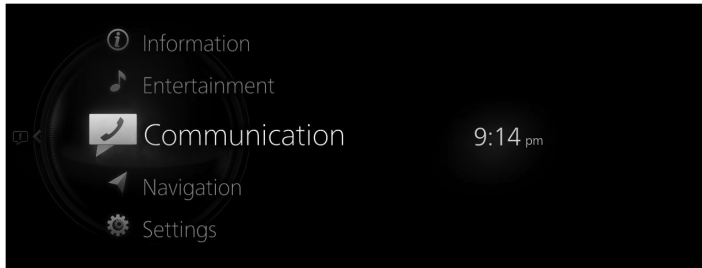 Information
Entertainment
Communication
9:14 pm
Navigation
Settings